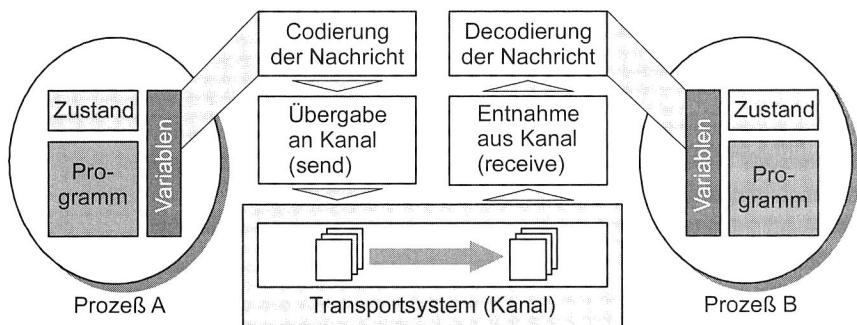 Codierung
der Nachricht
Decodierung
der Nachricht
Zustand
Variablen
Pro-
gramm
Übergabe
an Kanal
(send)
Entnahme
aus Kanal
(receive)
Variablen
Zustand
Pro-
gramm
Prozeß A
Transportsystem (Kanal)
Prozeß B